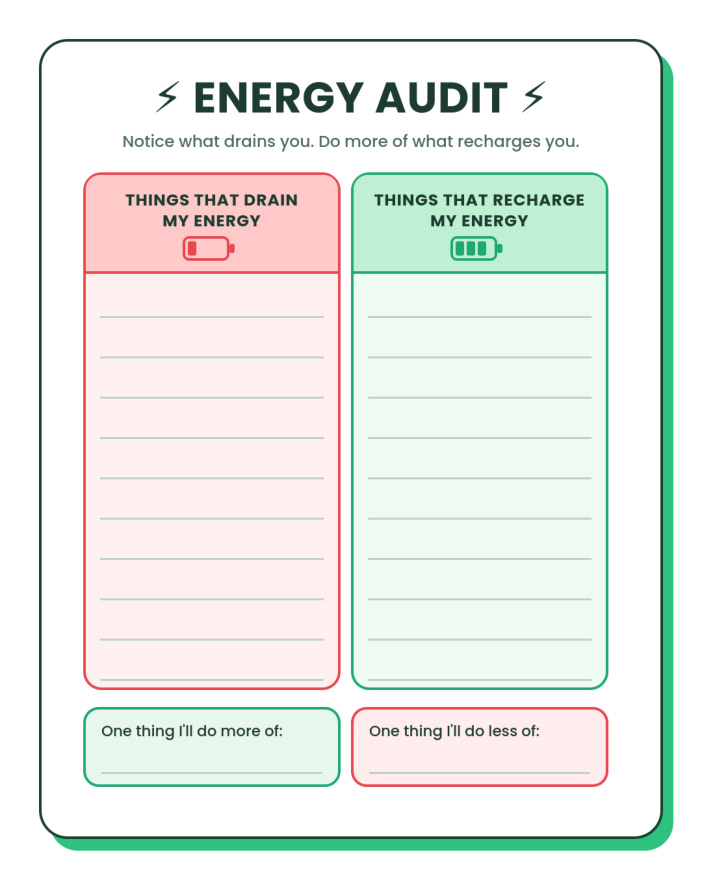 ⚡ ENERGY AUDIT ⚡
Notice what drains you. Do more of what recharges you.
THINGS THAT DRAIN
MY ENERGY
THINGS THAT RECHARGE
MY ENERGY
One thing I'll do more of:
One thing I'll do less of: